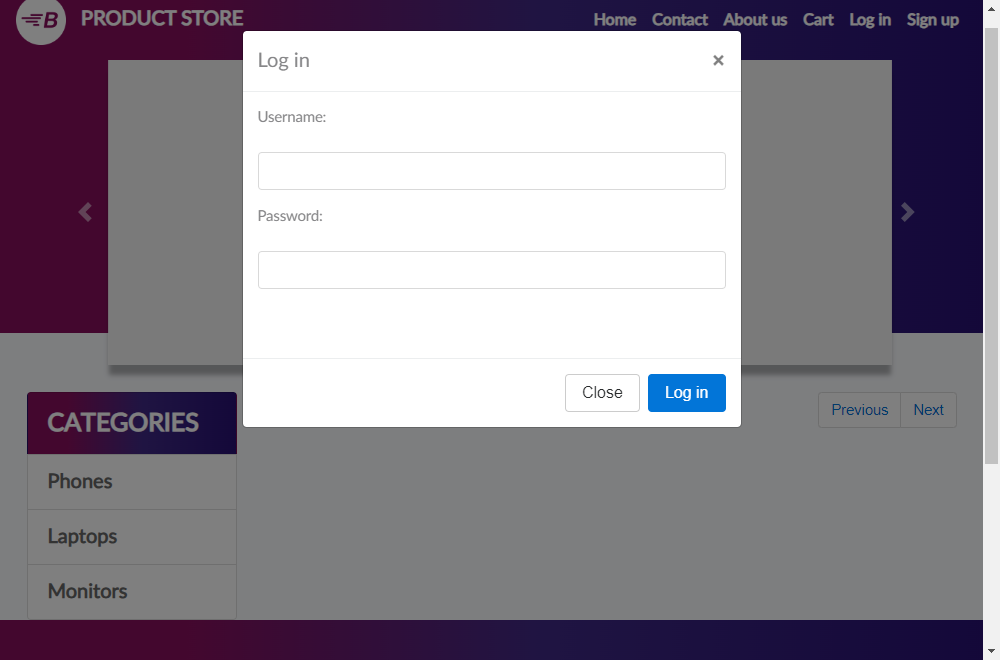 B PRODUCT STORE
Home Contact About us Cart Log in Sign up
Log in ×
Username:
Password:
Close Log in
CATEGORIES
Previous Next
Phones
Laptops
Monitors